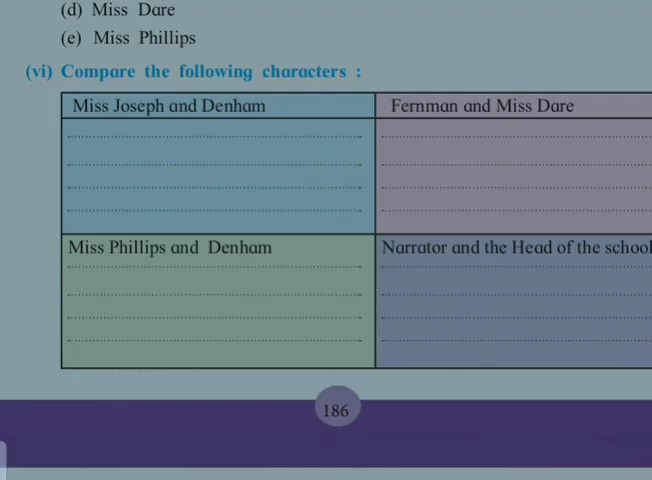 (d) Miss Dare
(e) Miss Phillips
(vi) Compare the following characters :
Miss Joseph and Denham
Fernman and Miss Dare
Miss Phillips and Denham
Narrator and the Head of the school
186